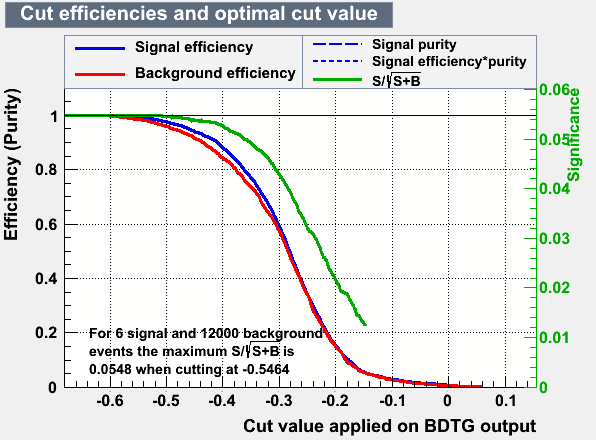 Cut efficiencies and optimal cut value
Signal efficiency
Background efficiency
Signal purity
Signal efficiency*purity
S/√S+B
Efficiency (Purity)
1
0.8
0.6
0.4
0.2
0
0.06
0.05
0.04
0.03
0.02
0.01
0
Significance
For 6 signal and 12000 background
events the maximum S/√S+B is
0.0548 when cutting at -0.5464
-0.6 -0.5 -0.4 -0.3 -0.2 -0.1 0 0.1
Cut value applied on BDTG output